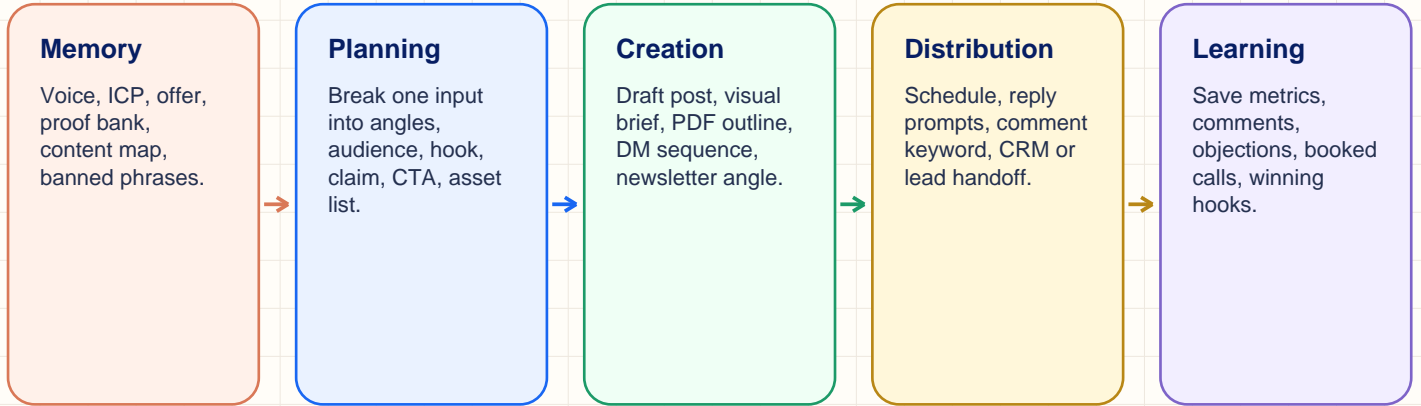 Memory
Voice, ICP, offer,
proof bank,
content map,
banned phrases.
Planning
Break one input
into angles,
audience, hook,
claim, CTA, asset
list.
Creation
Draft post, visual
brief, PDF outline,
DM sequence,
newsletter angle.
Distribution
Schedule, reply
prompts, comment
keyword, CRM or
lead handoff.
Learning
Save metrics,
comments,
objections, booked
calls, winning
hooks.